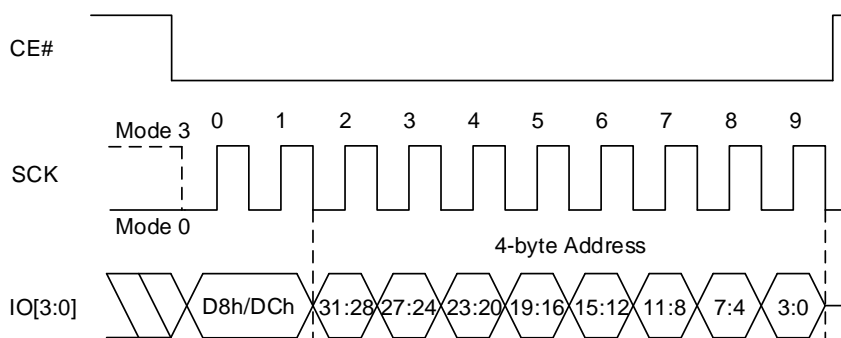 CE#
Mode 3 0 1 2 3 4 5 6 7 8 9
SCK
Mode 0
4-byte Address
IO[3:0] D8h/DCh 31:28 27:24 23:20 19:16 15:12 11:8 7:4 3:0